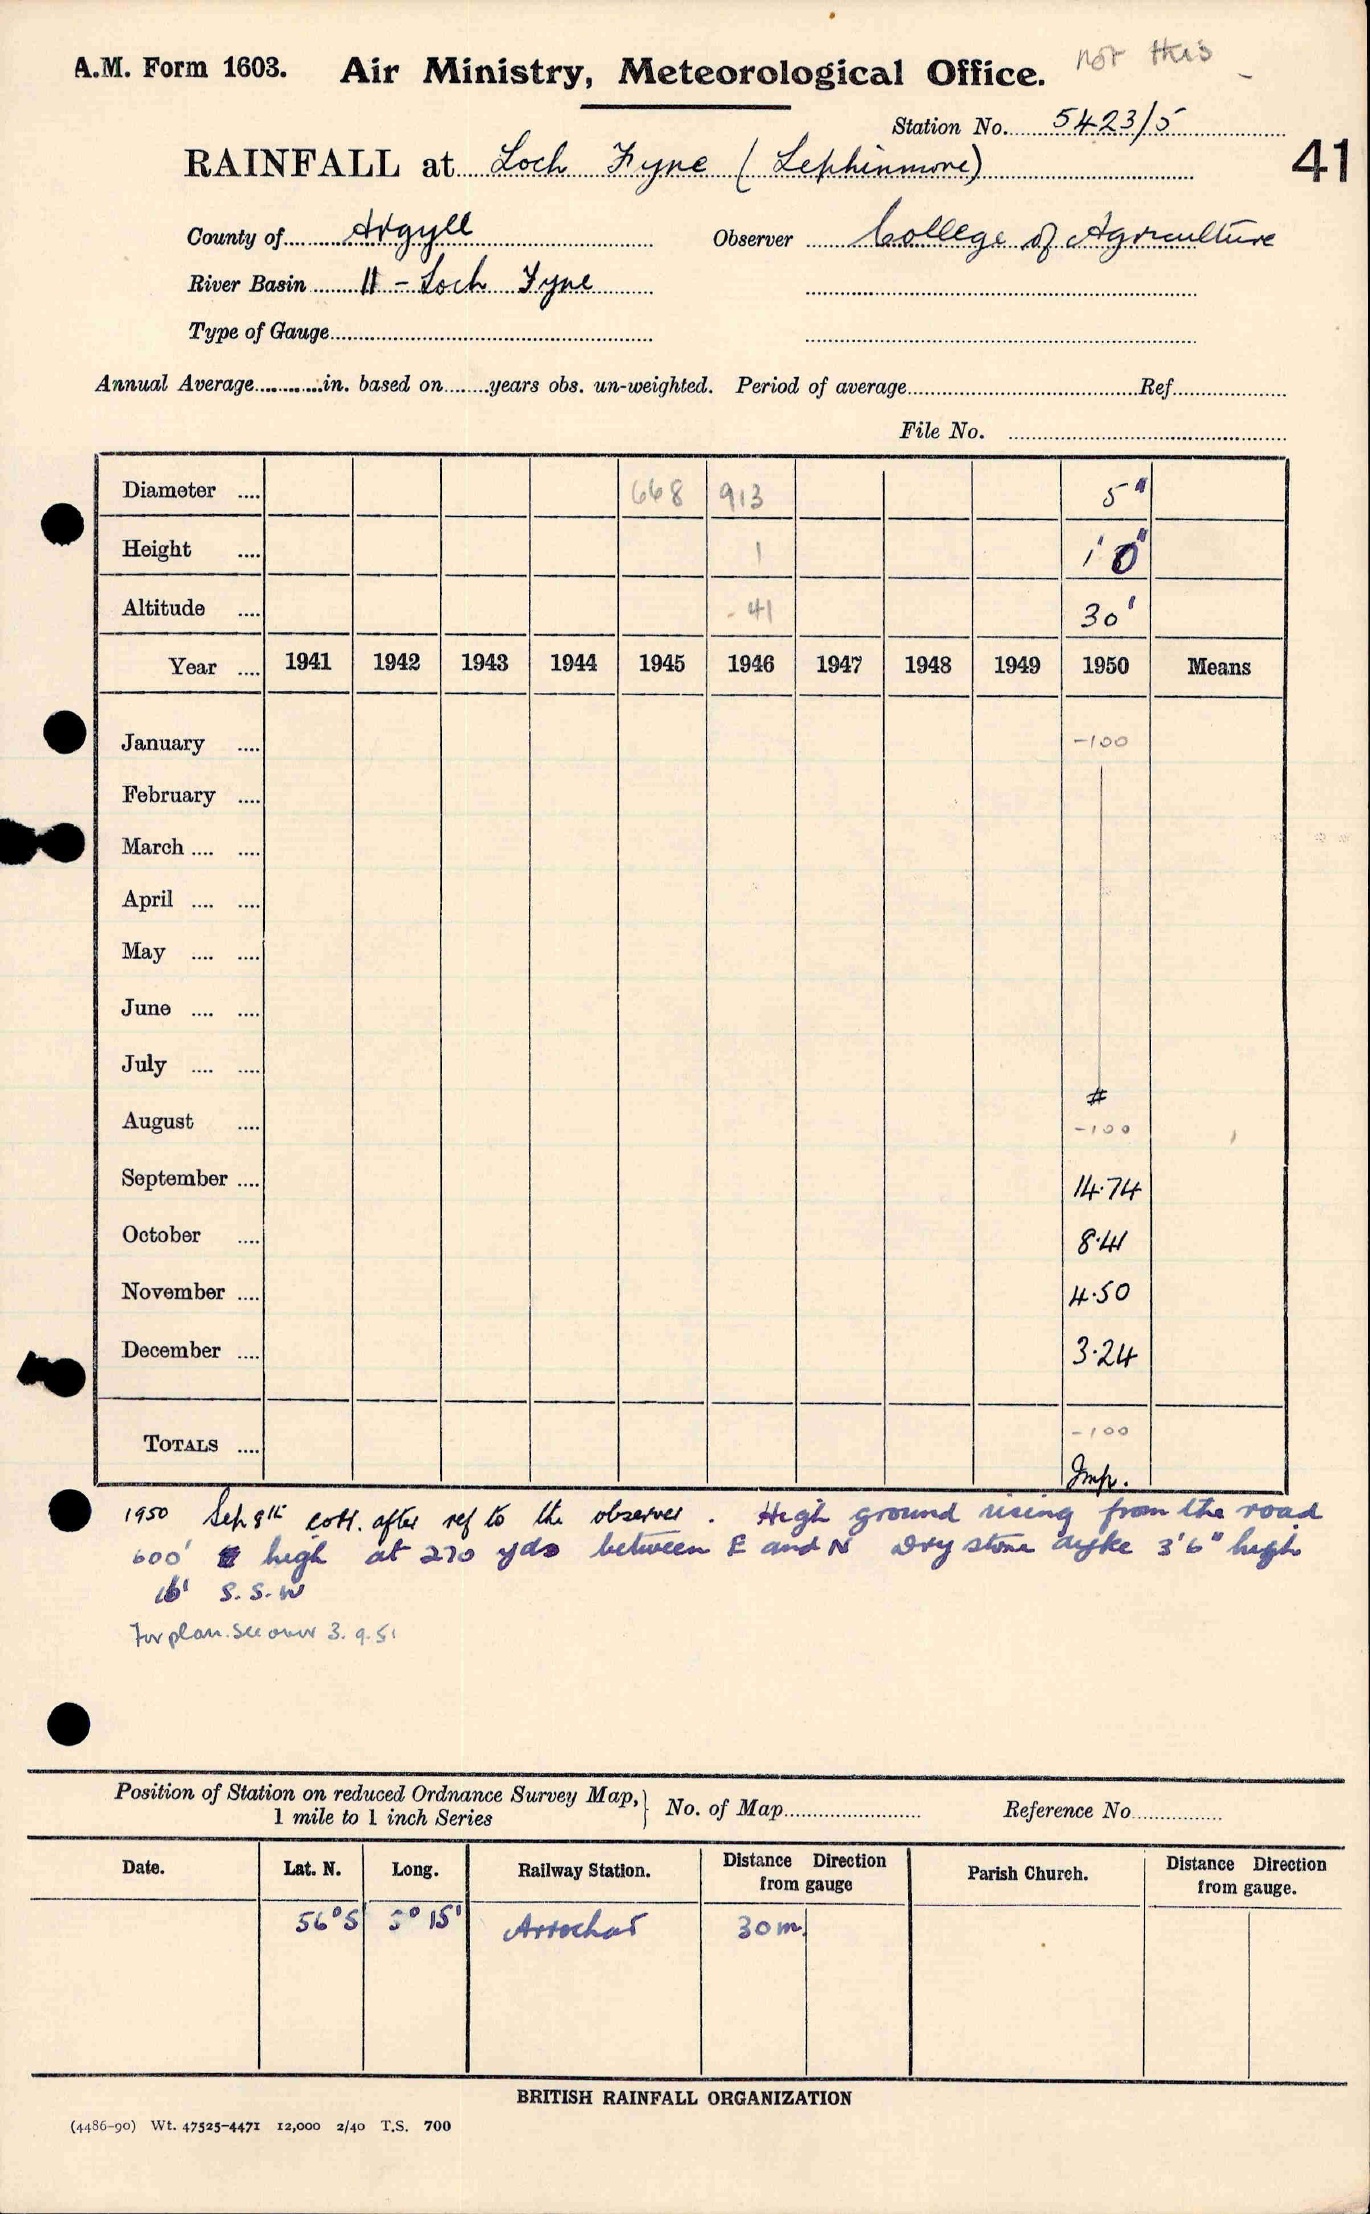 not this
A.M. Form 1603. Air Ministry, Meteorological Office.
Station No. 5423/5
41
RAINFALL at Loch Fyne (Lephinmore)
County of Argyll Observer College of Agriculture
River Basin 11 - Loch Fyne
Type of Gauge
Annual Average in. based on years obs. un-weighted. Period of average Ref.
File No.
Diameter 668 913 5"
Height 1 1' 0"
Altitude 41 30'
Year 1941 1942 1943 1944 1945 1946 1947 1948 1949 1950 Means
January -100
February
March
April
May
June
July
#
August -100
September 14.74
October 8.41
November 4.50
December 3.24
-100
TOTALS
Imp.
1950 Sep 8th corr. after ref to the observer. High ground rising from the road
600' high at 270 yds between E and N Dry stone dyke 3'6" high
16' S.S.W
For plan see over 3.9.51
Position of Station on reduced Ordnance Survey Map, No. of Map Reference No
1 mile to 1 inch Series
Date. Lat. N. Long. Railway Station. Distance Direction from gauge Parish Church. Distance Direction from gauge.
56°5 5° 15' Arrochar 30m.
BRITISH RAINFALL ORGANIZATION
(4486-90) Wt. 47525-4471 12,000 2/40 T.S. 700